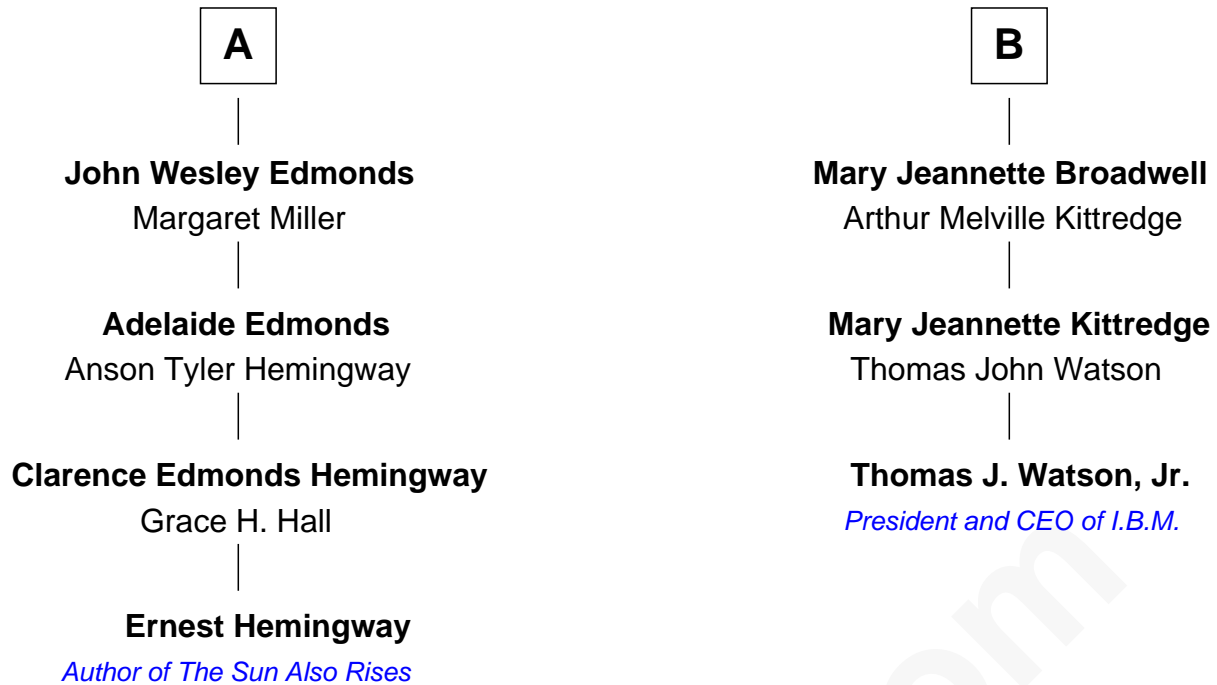 A
John Wesley Edmonds
Margaret Miller
Adelaide Edmonds
Anson Tyler Hemingway
Clarence Edmonds Hemingway
Grace H. Hall
Ernest Hemingway
Author of The Sun Also Rises
B
Mary Jeannette Broadwell
Arthur Melville Kittredge
Mary Jeannette Kittredge
Thomas John Watson
Thomas J. Watson, Jr.
President and CEO of I.B.M.
om